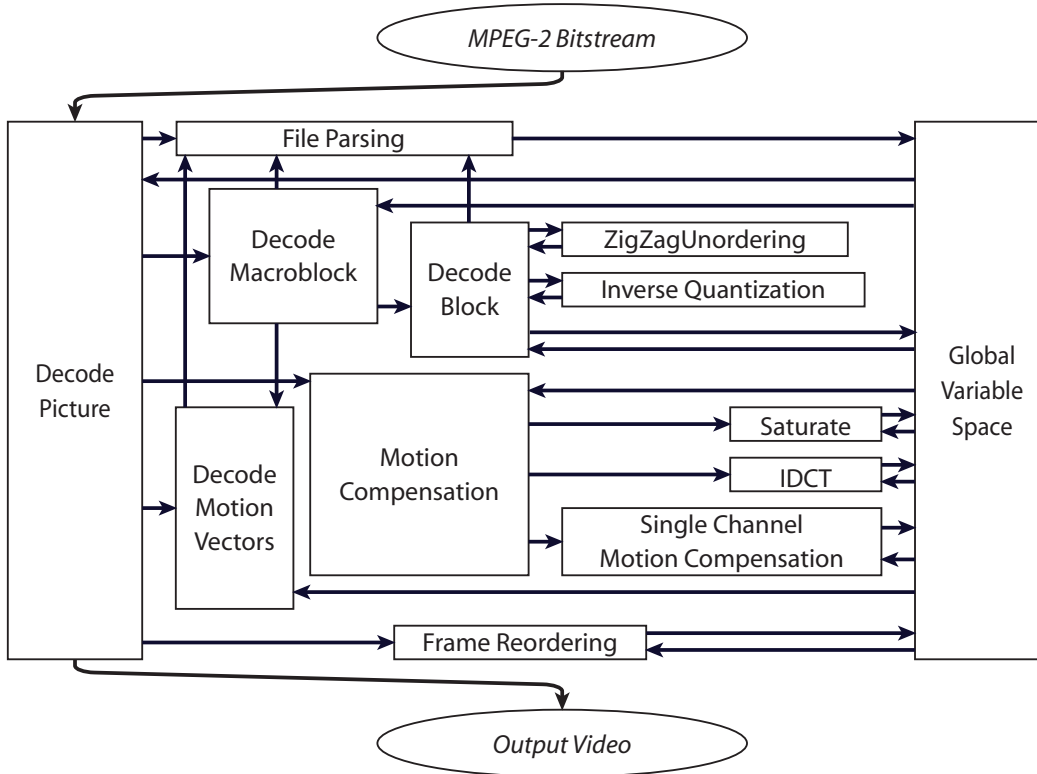 MPEG-2 Bitstream
File Parsing
Decode
Macroblock
Decode
Block
ZigZagUnordering
Inverse Quantization
Decode
Picture
Global
Variable
Space
Motion
Compensation
Saturate
IDCT
Decode
Motion
Vectors
Single Channel
Motion Compensation
Frame Reordering
Output Video